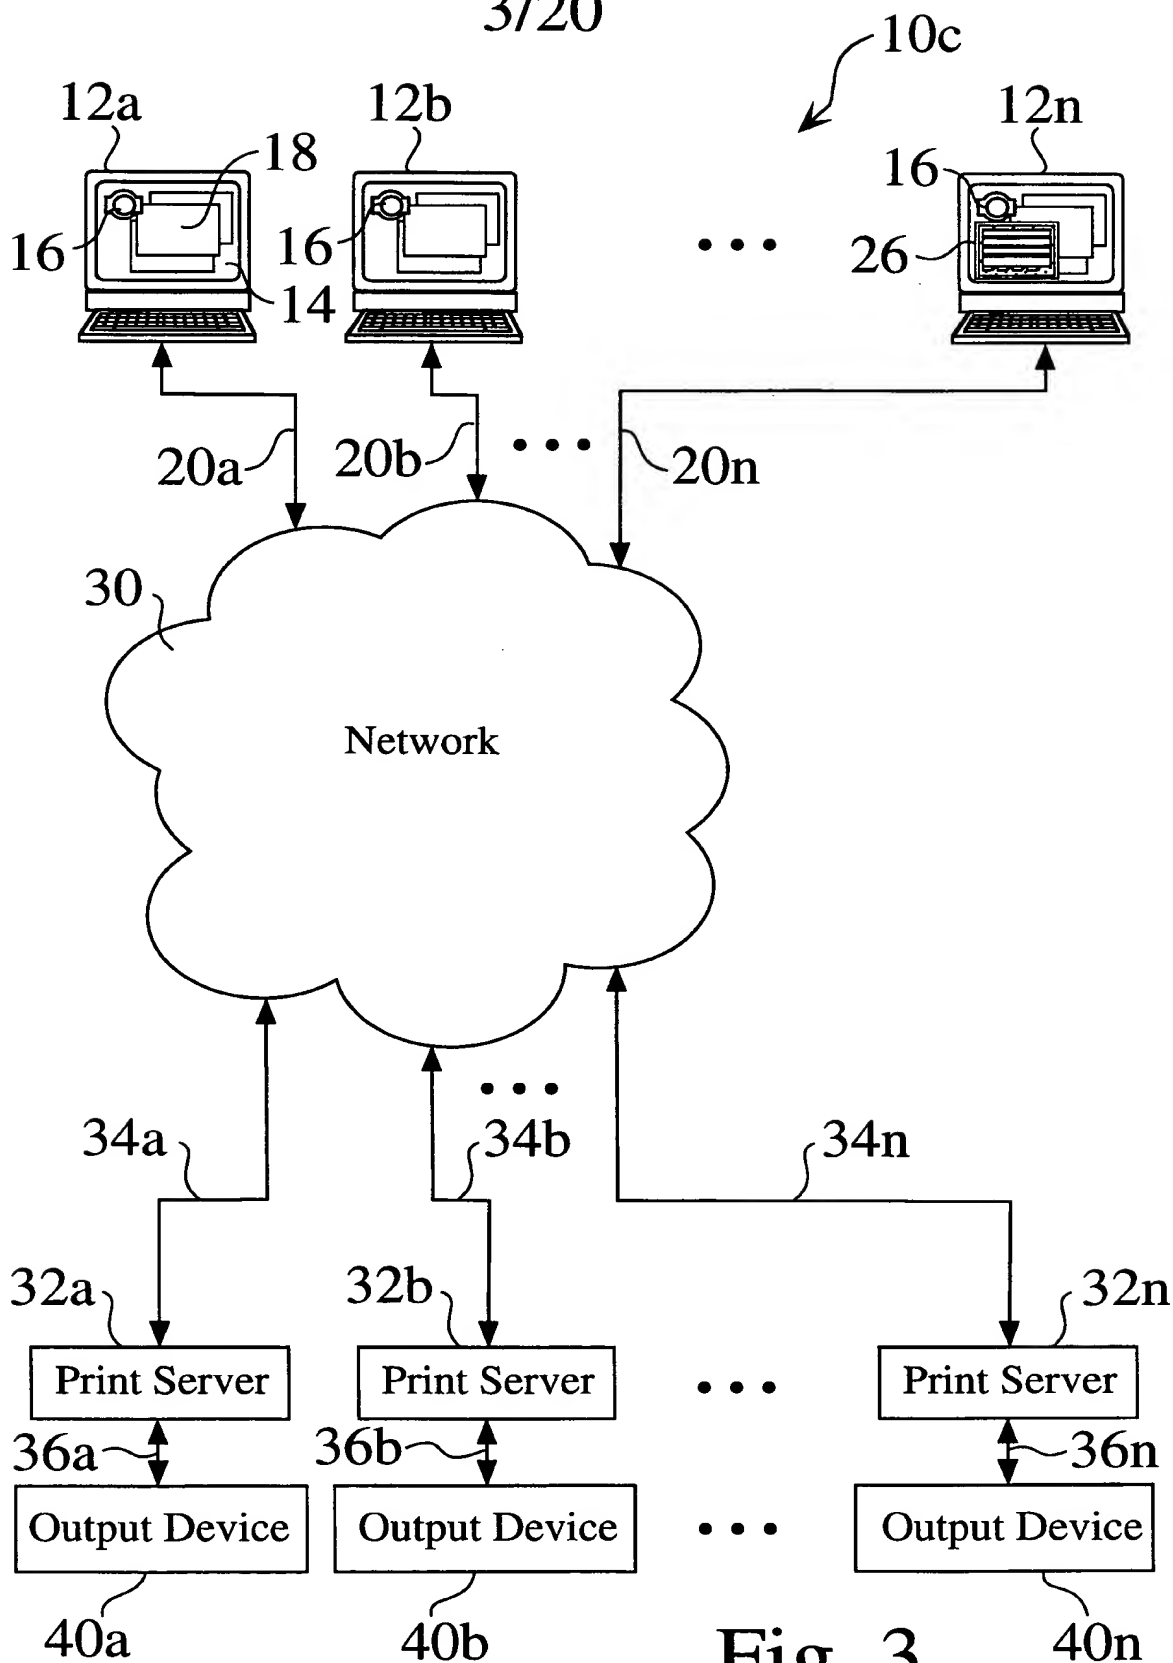 3/20
10c
12a
12b
12n
18
16
16
16
26
14
20a
20b
20n
30
Network
34a
34b
34n
32a
32b
32n
Print Server
Print Server
Print Server
36a
36b
36n
Output Device
Output Device
Output Device
40a
40b
40n
Fig. 3